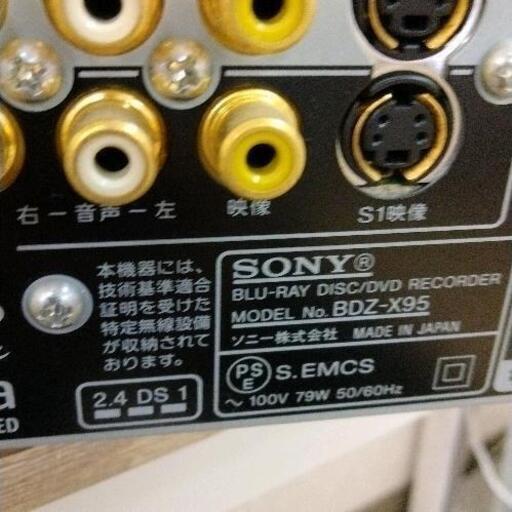 右 ー音声ー 左
映像
S1映像
本機器には、
技術基準適合
証明を受けた
特定無線設備
が収納されて
おります。
2.4 DS 1
SONY®
BLU-RAY DISC/DVD RECORDER
MODEL No. BDZ-X95
ソニー株式会社 MADE IN JAPAN
PSE S.EMCS
～ 100V 79W 50/60Hz